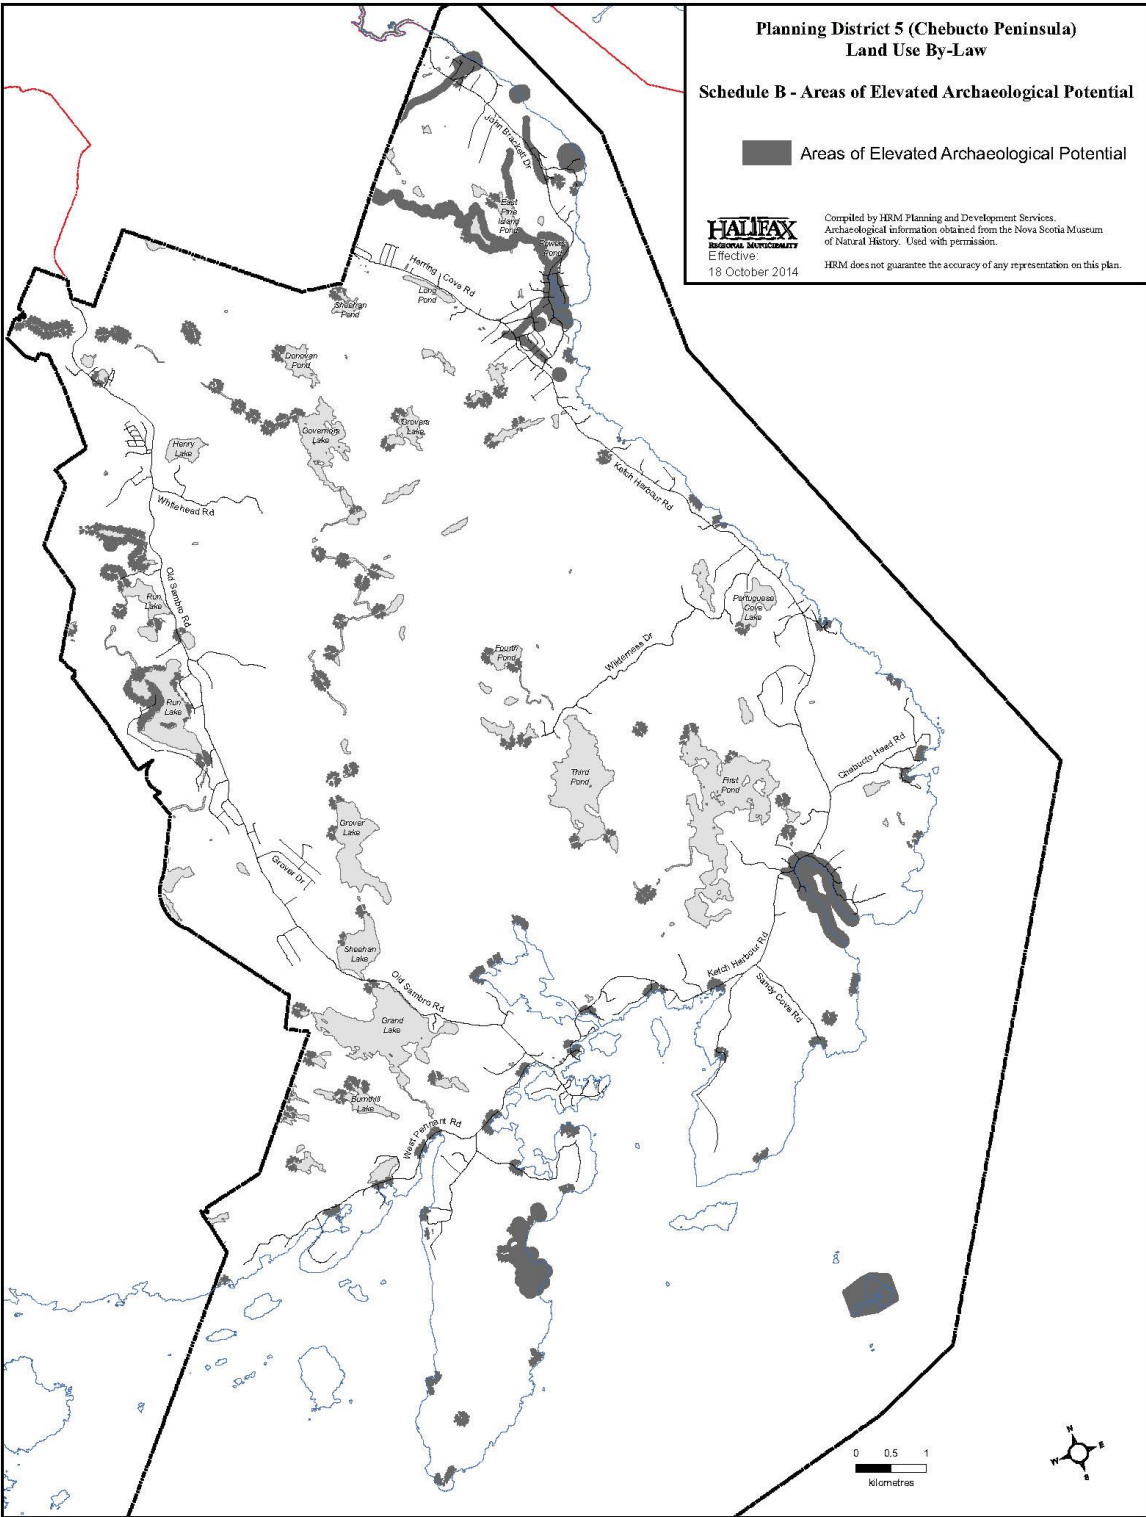 Planning District 5 (Chebucto Peninsula)
Land Use By-Law
Schedule B - Areas of Elevated Archaeological Potential
Areas of Elevated Archaeological Potential
HALIFAX
REGIONAL MUNICIPALITY
Effective:
18 October 2014
Compiled by HRM Planning and Development Services.
Archaeological information obtained from the Nova Scotia Museum
of Natural History. Used with permission.
HRM does not guarantee the accuracy of any representation on this plan.
John Brackett Dr
East
Pine
Island
Pond
Powers
Pond
Herring Cove Rd
Long
Pond
Sheehan
Pond
Donovan
Pond
Governors
Lake
Grovers
Lake
Henry
Lake
Whitehead Rd
Ketch Harbour Rd
Old Sambro Rd
Run
Lake
Portuguese
Cove
Lake
Wilderness Dr
Fourth
Pond
Run
Lake
Chebucto Head Rd
Third
Pond
First
Pond
Grover
Lake
Grover Dr
Sheehan
Lake
Old Sambro Rd
Ketch Harbour Rd
Sandy Cove Rd
Grand
Lake
Burnthill
Lake
West Pennant Rd
N
E
S
W
0 0.5 1
kilometres